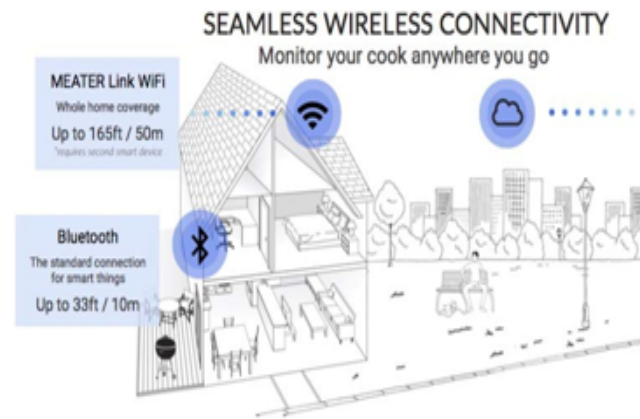 SEAMLESS WIRELESS CONNECTIVITY
Monitor your cook anywhere you go
MEATER Link WiFi
Whole home coverage
Up to 165ft / 50m
*requires second smart device
Bluetooth
The standard connection
for smart things
Up to 33ft / 10m